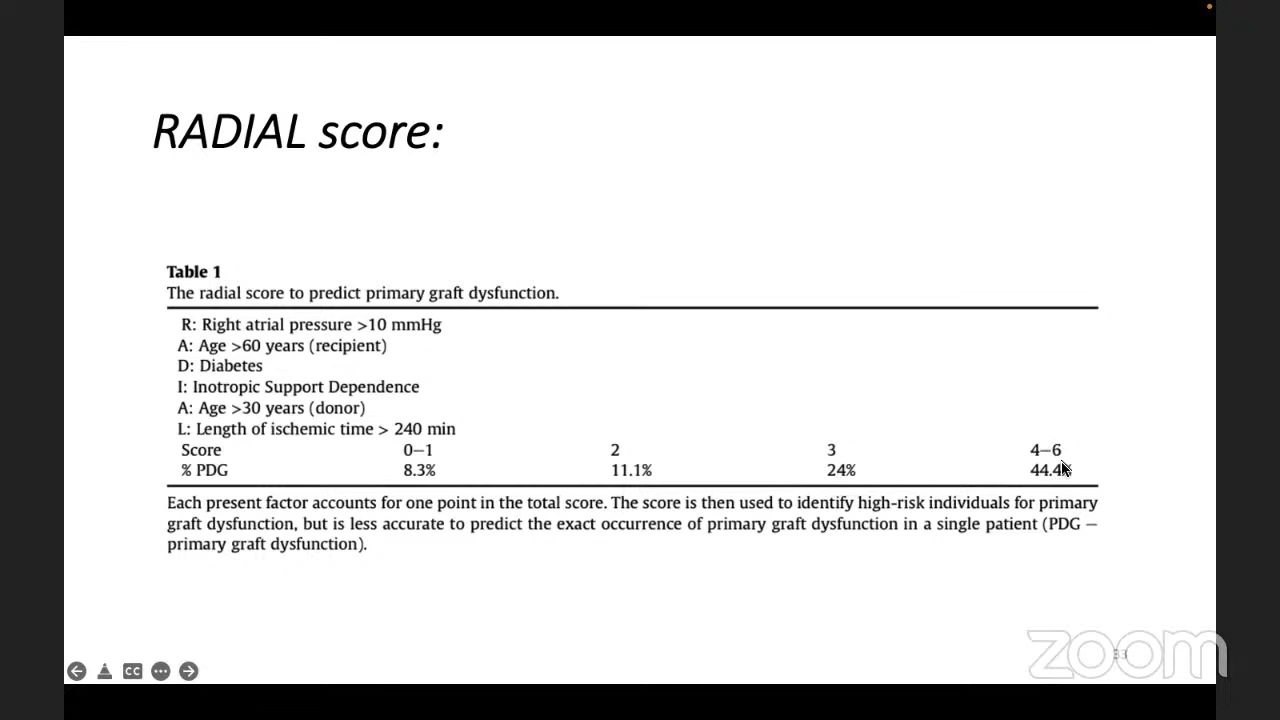 RADIAL score:
Table 1
The radial score to predict primary graft dysfunction.
R: Right atrial pressure >10 mmHg
A: Age >60 years (recipient)
D: Diabetes
I: Inotropic Support Dependence
A: Age >30 years (donor)
L: Length of ischemic time > 240 min
Score 0–1 2 3 4–6
% PDG 8.3% 11.1% 24% 44.4%
Each present factor accounts for one point in the total score. The score is then used to identify high-risk individuals for primary
graft dysfunction, but is less accurate to predict the exact occurrence of primary graft dysfunction in a single patient (PDG –
primary graft dysfunction).
CC
zoom